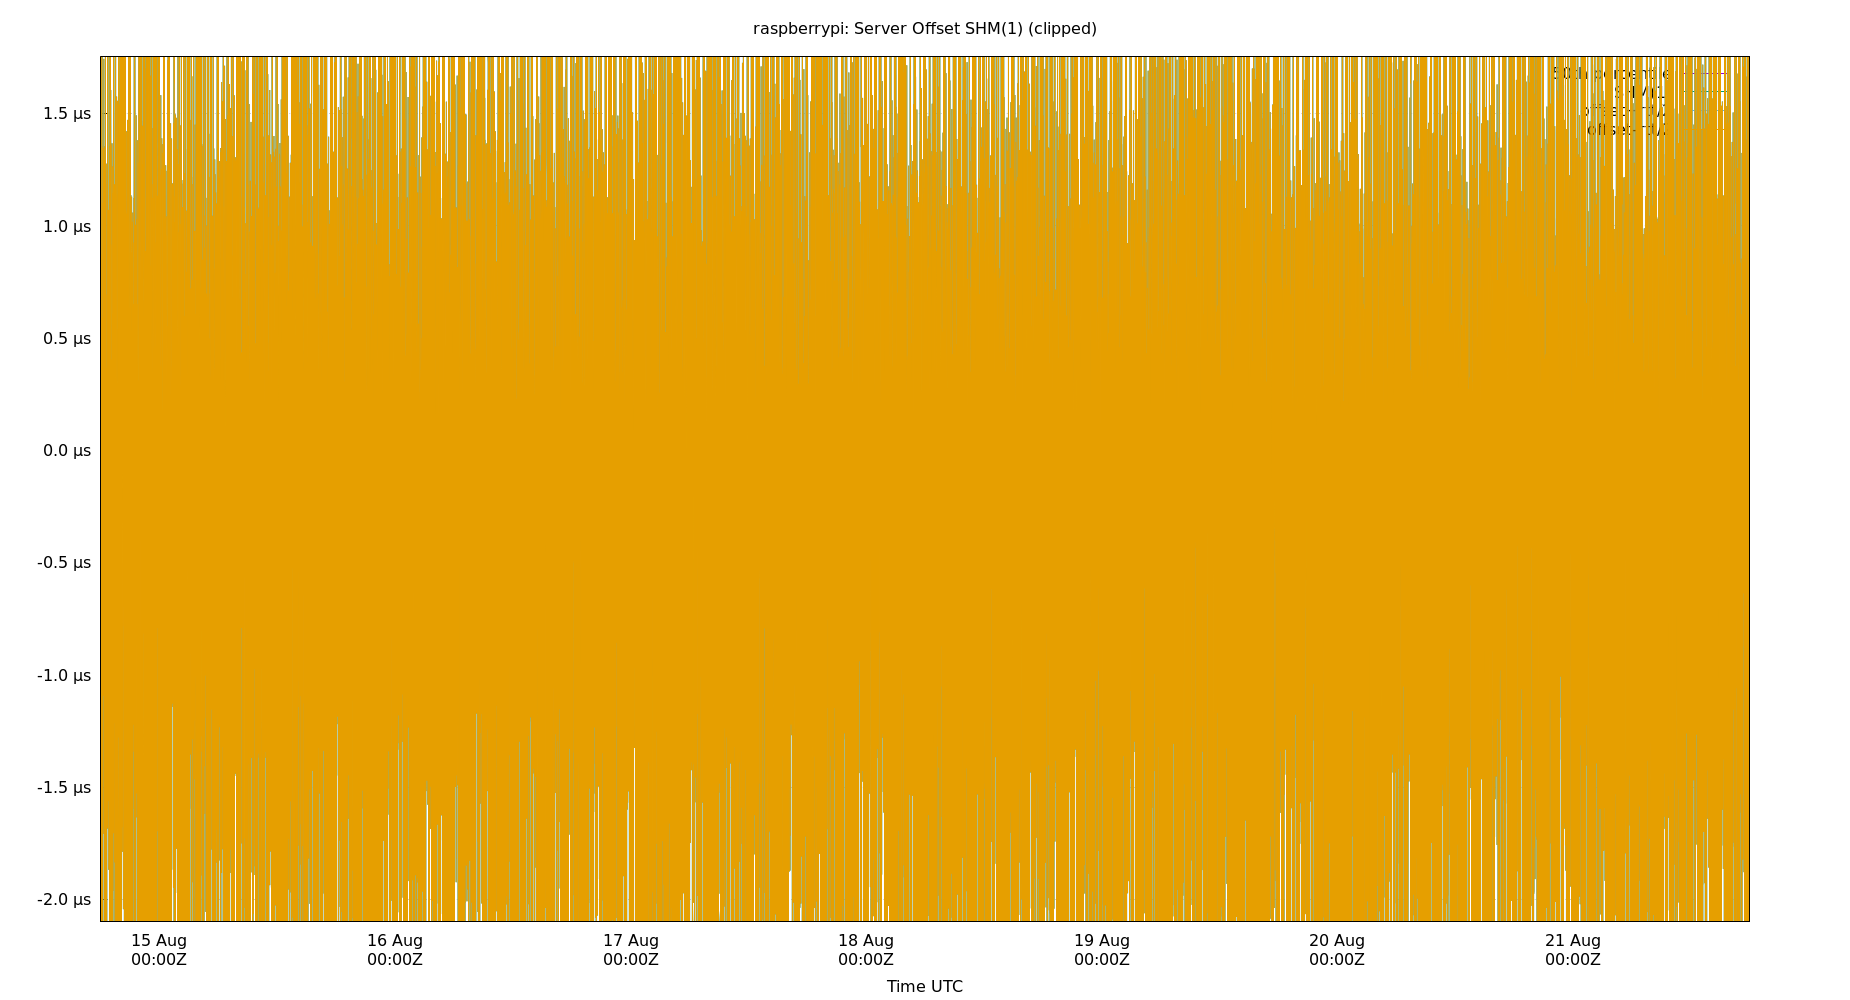 raspberrypi: Server Offset SHM(1) (clipped)
1.5 µs
1.0 µs
0.5 µs
0.0 µs
-0.5 µs
-1.0 µs
-1.5 µs
-2.0 µs
15 Aug 16 Aug 17 Aug 18 Aug 19 Aug 20 Aug 21 Aug
00:00Z 00:00Z 00:00Z 00:00Z 00:00Z 00:00Z 00:00Z
Time UTC